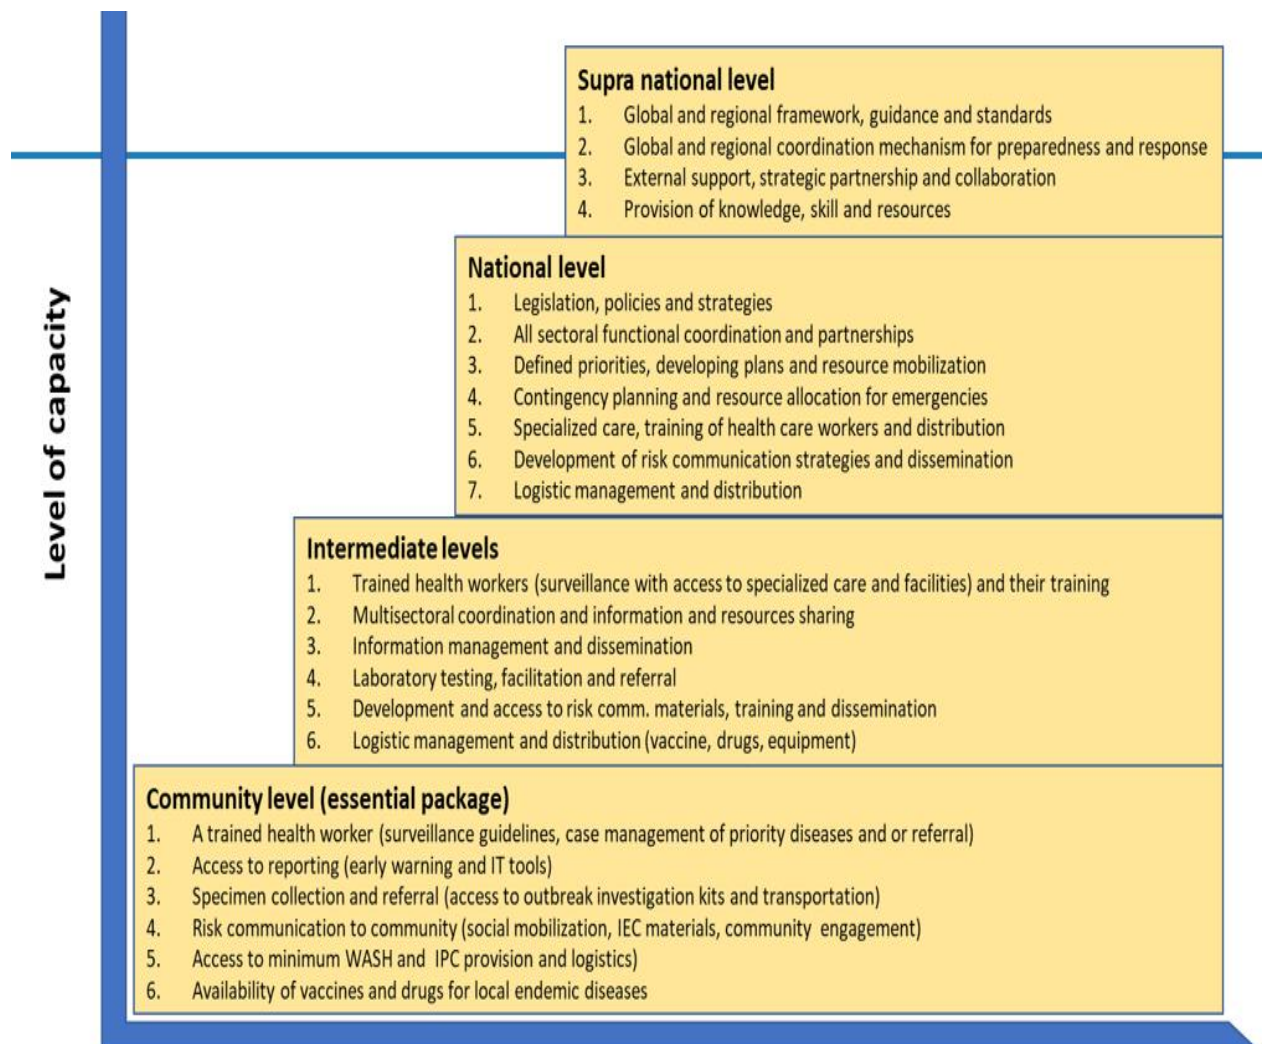 Level of capacity
Supra national level
1. Global and regional framework, guidance and standards
2. Global and regional coordination mechanism for preparedness and response
3. External support, strategic partnership and collaboration
4. Provision of knowledge, skill and resources
National level
1. Legislation, policies and strategies
2. All sectoral functional coordination and partnerships
3. Defined priorities, developing plans and resource mobilization
4. Contingency planning and resource allocation for emergencies
5. Specialized care, training of health care workers and distribution
6. Development of risk communication strategies and dissemination
7. Logistic management and distribution
Intermediate levels
1. Trained health workers (surveillance with access to specialized care and facilities) and their training
2. Multisectoral coordination and information and resources sharing
3. Information management and dissemination
4. Laboratory testing, facilitation and referral
5. Development and access to risk comm. materials, training and dissemination
6. Logistic management and distribution (vaccine, drugs, equipment)
Community level (essential package)
1. A trained health worker (surveillance guidelines, case management of priority diseases and or referral)
2. Access to reporting (early warning and IT tools)
3. Specimen collection and referral (access to outbreak investigation kits and transportation)
4. Risk communication to community (social mobilization, IEC materials, community engagement)
5. Access to minimum WASH and IPC provision and logistics)
6. Availability of vaccines and drugs for local endemic diseases